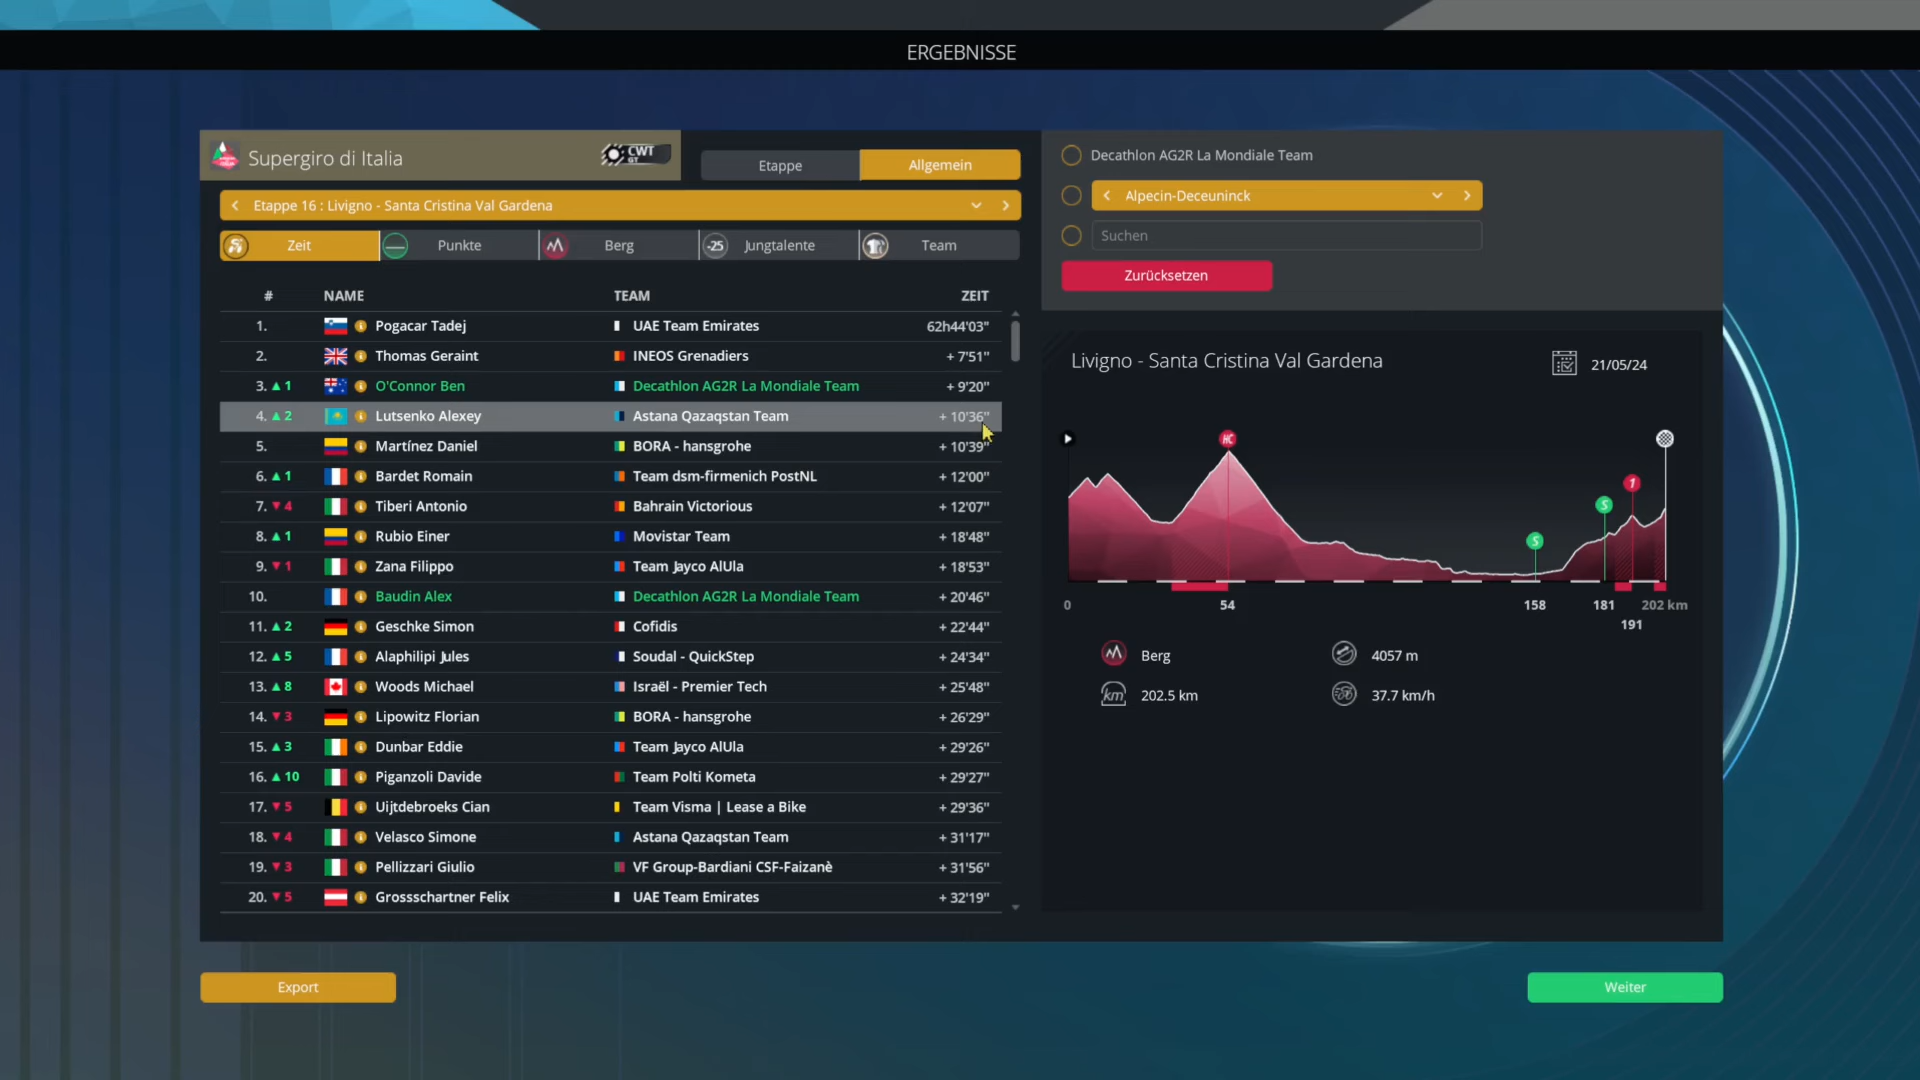 ERGEBNISSE
Supergiro di Italia
CWT
GT
Etappe
Allgemein
Etappe 16 : Livigno - Santa Cristina Val Gardena
Zeit
Punkte
Berg
-25
Jungtalente
Team
# NAME TEAM ZEIT
1. Pogacar Tadej UAE Team Emirates 62h44'03''
2. Thomas Geraint INEOS Grenadiers + 7'51''
3. ▲ 1 O'Connor Ben Decathlon AG2R La Mondiale Team + 9'20''
4. ▲ 2 Lutsenko Alexey Astana Qazaqstan Team + 10'36''
5. Martínez Daniel BORA - hansgrohe + 10'39''
6. ▲ 1 Bardet Romain Team dsm-firmenich PostNL + 12'00''
7. ▼ 4 Tiberi Antonio Bahrain Victorious + 12'07''
8. ▲ 1 Rubio Einer Movistar Team + 18'48''
9. ▼ 1 Zana Filippo Team Jayco AlUla + 18'53''
10. Baudin Alex Decathlon AG2R La Mondiale Team + 20'46''
11. ▲ 2 Geschke Simon Cofidis + 22'44''
12. ▲ 5 Alaphilipi Jules Soudal - QuickStep + 24'34''
13. ▲ 8 Woods Michael Israël - Premier Tech + 25'48''
14. ▼ 3 Lipowitz Florian BORA - hansgrohe + 26'29''
15. ▲ 3 Dunbar Eddie Team Jayco AlUla + 29'26''
16. ▲ 10 Piganzoli Davide Team Polti Kometa + 29'27''
17. ▼ 5 Uijtdebroeks Cian Team Visma | Lease a Bike + 29'36''
18. ▼ 4 Velasco Simone Astana Qazaqstan Team + 31'17''
19. ▼ 3 Pellizzari Giulio VF Group-Bardiani CSF-Faizanè + 31'56''
20. ▼ 5 Grossschartner Felix UAE Team Emirates + 32'19''
Decathlon AG2R La Mondiale Team
Alpecin-Deceuninck
Suchen
Zurücksetzen
Livigno - Santa Cristina Val Gardena
21/05/24
HC
1
S
S
0 54 158 181 202 km
191
Berg
4057 m
km 202.5 km
37.7 km/h
Export
Weiter